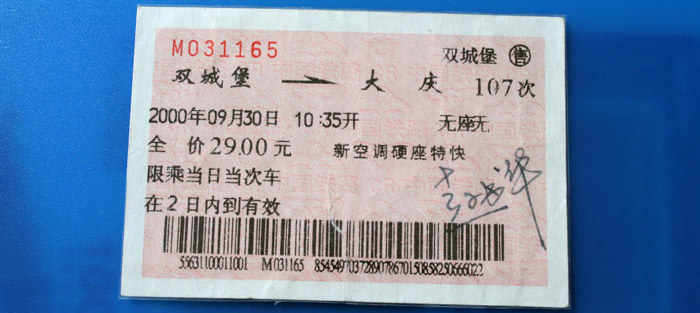 M031165
双城堡 售
双城堡 大庆 107次
2000年09月30日 10:35开 无座无
全价29.00元 新空调硬座特快
限乘当日当次车
在2日内到有效
55631100011001 M031165 85454970372890786701508582506​66022